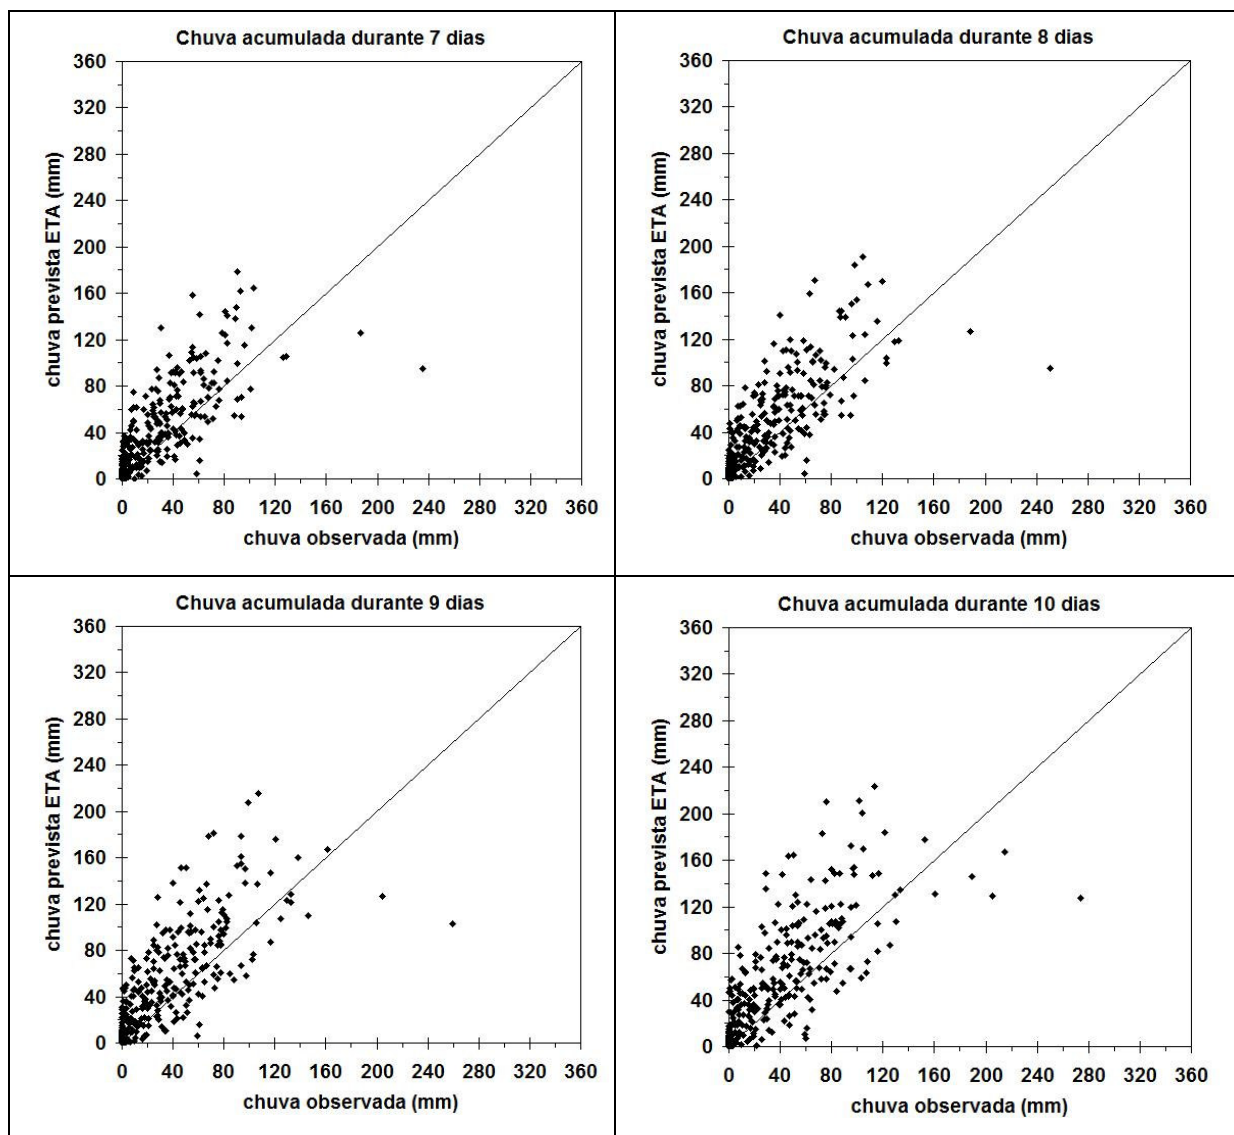 Chuva acumulada durante 7 dias
360
320
280
240
200
160
120
80
40
0
chuva prevista ETA (mm)
0 40 80 120 160 200 240 280 320 360
chuva observada (mm)
Chuva acumulada durante 8 dias
360
320
280
240
200
160
120
80
40
0
chuva prevista ETA (mm)
0 40 80 120 160 200 240 280 320 360
chuva observada (mm)
Chuva acumulada durante 9 dias
360
320
280
240
200
160
120
80
40
0
chuva prevista ETA (mm)
0 40 80 120 160 200 240 280 320 360
chuva observada (mm)
Chuva acumulada durante 10 dias
360
320
280
240
200
160
120
80
40
0
chuva prevista ETA (mm)
0 40 80 120 160 200 240 280 320 360
chuva observada (mm)